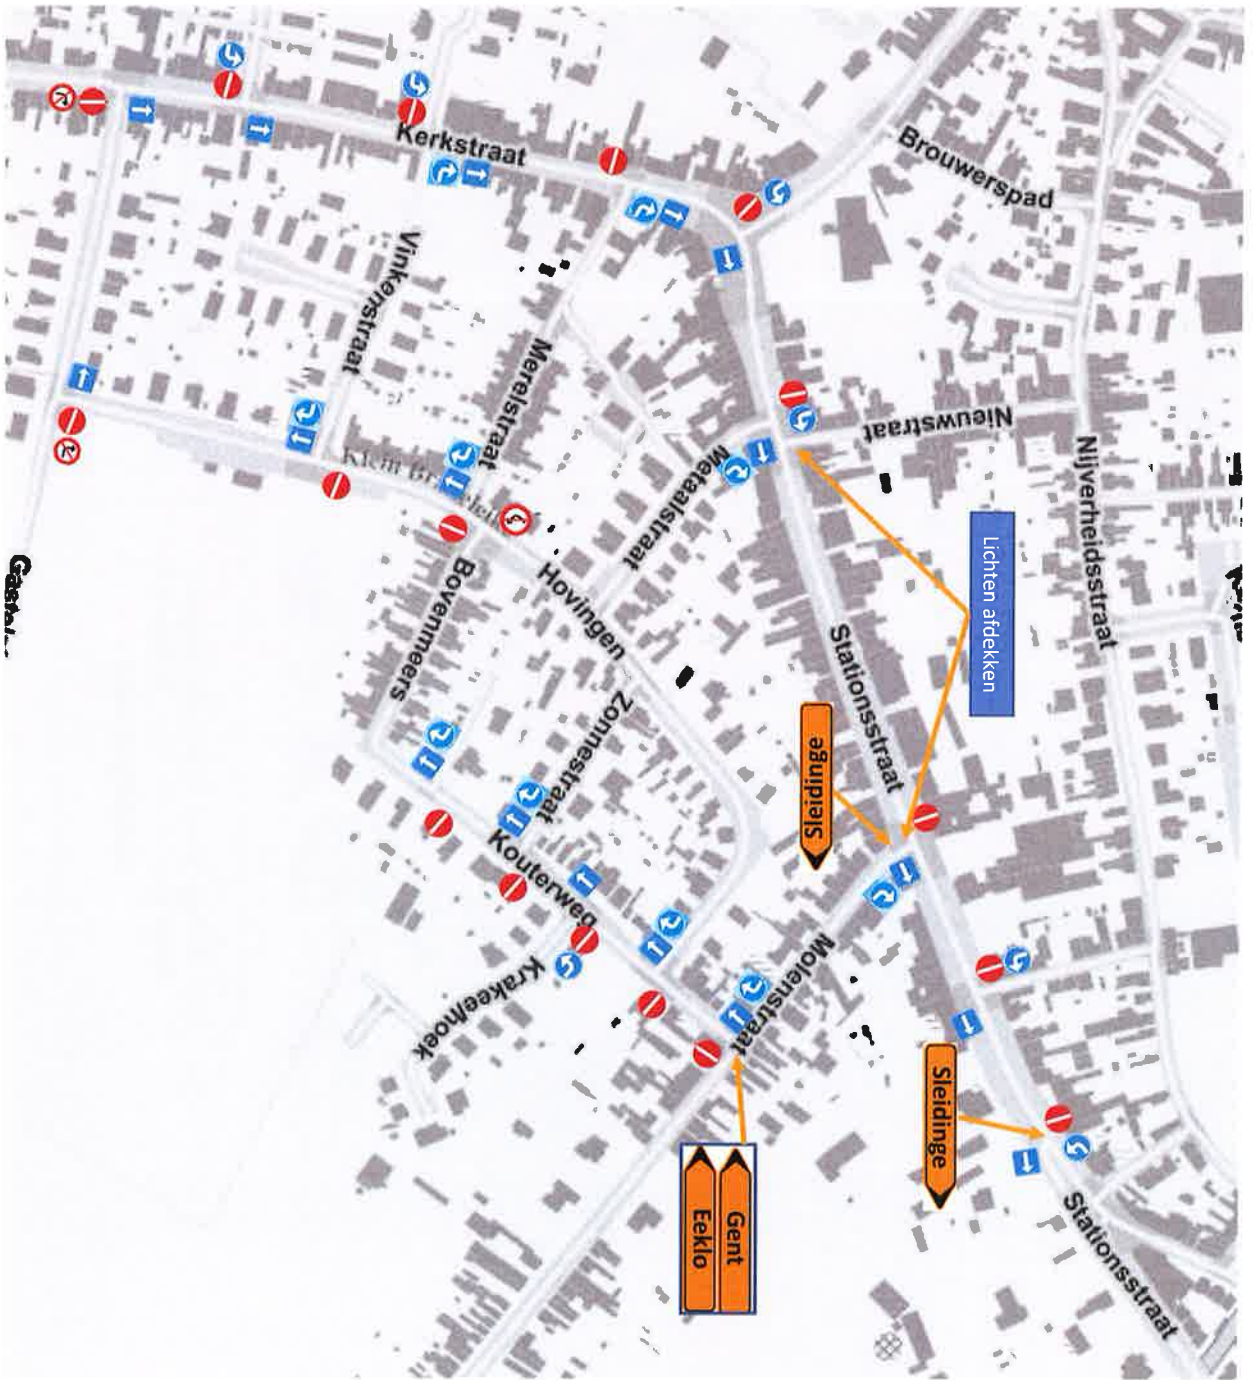 Kerkstraat
Brouwerspad
Vinkenstraat
Merelstraat
Nieuwstraat
Metaalstraat
Nijverheidsstraat
Lichten afdekken
Hovingen
Bovenmeers
Stationsstraat
Zonnestraat
Sleidinge
Kouterweg
Krakeelhoek
Molenstraat
Sleidinge
Gent
Eeklo
Stationsstraat